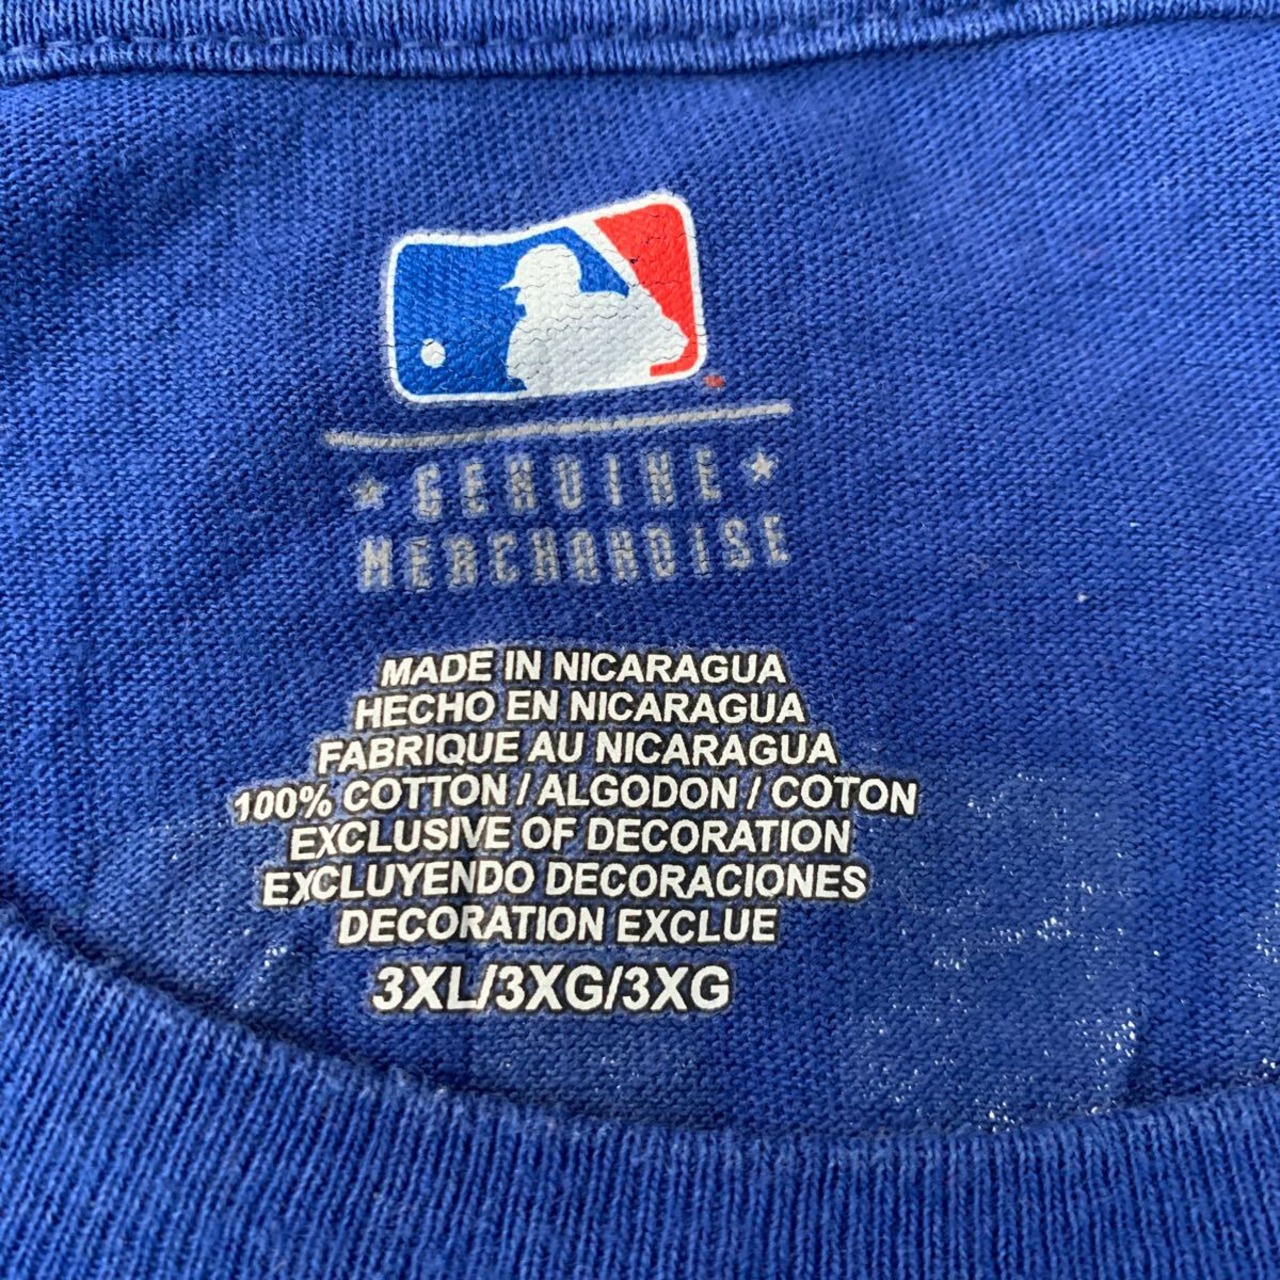 ™
★ GENUINE ★
MERCHANDISE
MADE IN NICARAGUA
HECHO EN NICARAGUA
FABRIQUE AU NICARAGUA
100% COTTON / ALGODON / COTON
EXCLUSIVE OF DECORATION
EXCLUYENDO DECORACIONES
DECORATION EXCLUE
3XL/3XG/3XG